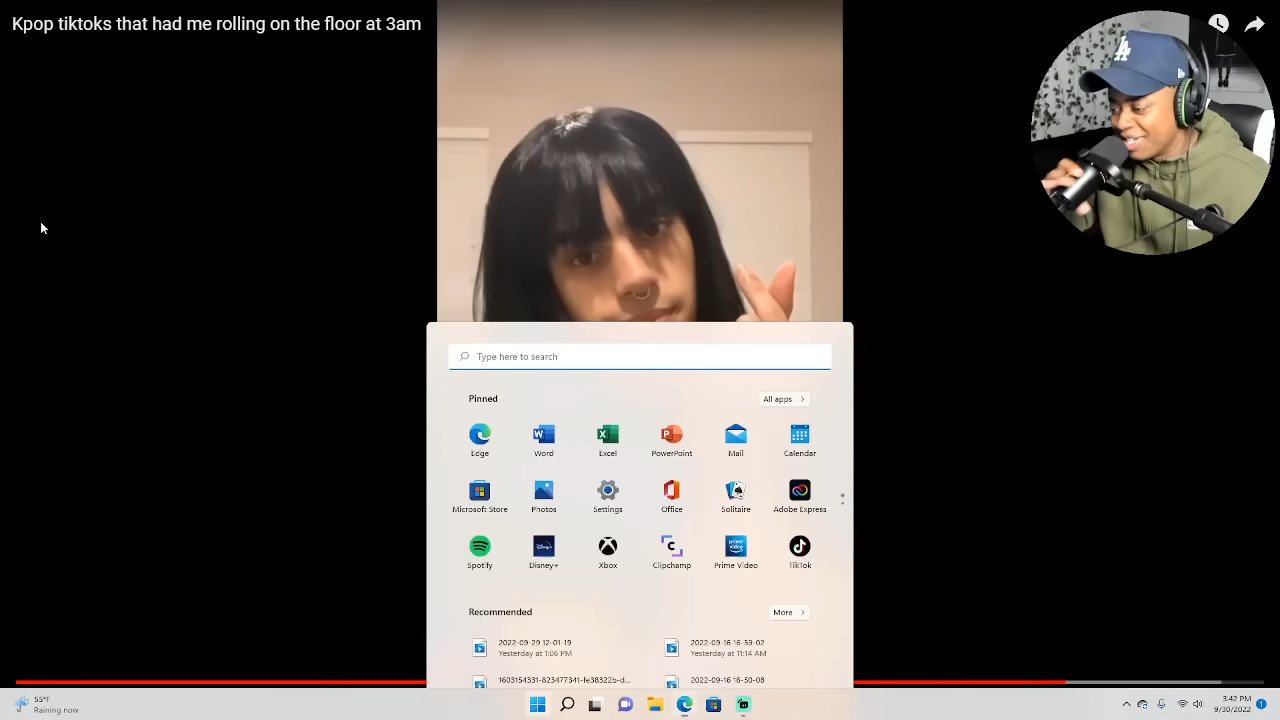 Kpop tiktoks that had me rolling on the floor at 3am
LA
Type here to search
Pinned
All apps
Edge
Word
Excel
PowerPoint
Mail
Calendar
Microsoft Store
Photos
Settings
Office
Solitaire
Adobe Express
Spotify
Disney+
Xbox
Clipchamp
Prime Video
TikTok
Recommended
More
2022-09-29 12-01-19
Yesterday at 1:06 PM
2022-09-16 16-59-02
Yesterday at 11:14 AM
1603154331-823477341-fe38322b-d...
2022-09-16 16-50-08
55°F
Raining now
3:42 PM
9/30/2022